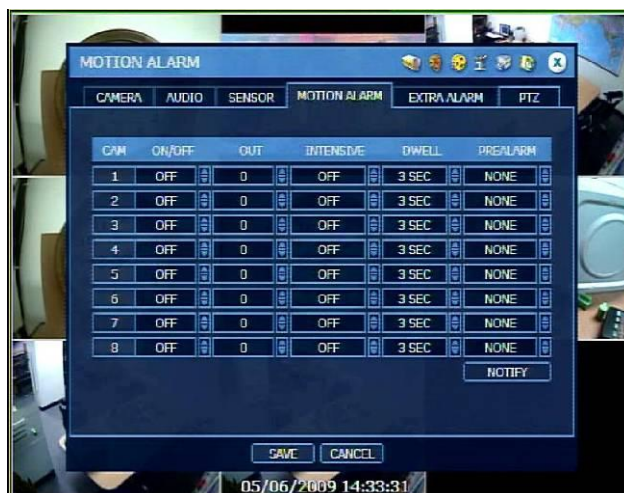 MOTION ALARM
CAMERA AUDIO SENSOR MOTION ALARM EXTRA ALARM PTZ
CAM ON/OFF OUT INTENSIVE DWELL PREALARM
1 OFF 0 OFF 3 SEC NONE
2 OFF 0 OFF 3 SEC NONE
3 OFF 0 OFF 3 SEC NONE
4 OFF 0 OFF 3 SEC NONE
5 OFF 0 OFF 3 SEC NONE
6 OFF 0 OFF 3 SEC NONE
7 OFF 0 OFF 3 SEC NONE
8 OFF 0 OFF 3 SEC NONE
NOTIFY
SAVE CANCEL
05/06/2009 14:33:31